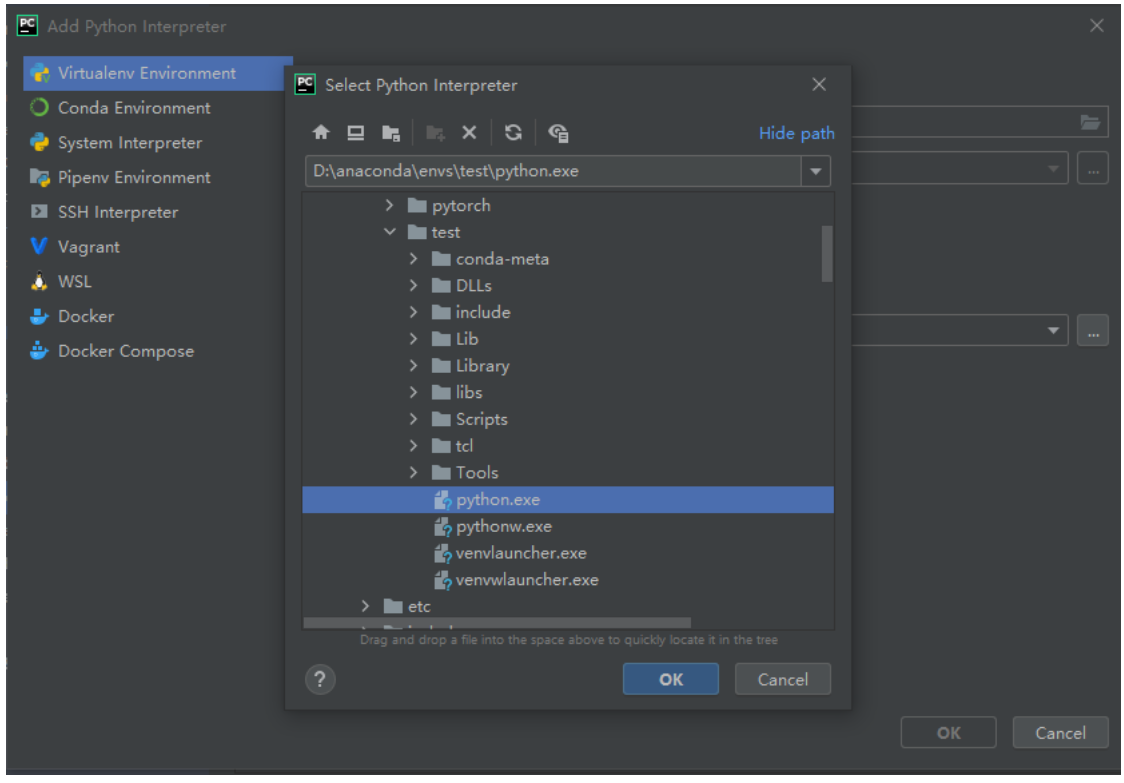 PC Add Python Interpreter
Virtualenv Environment
Conda Environment
System Interpreter
Pipenv Environment
SSH Interpreter
Vagrant
WSL
Docker
Docker Compose
...
...
PC Select Python Interpreter
Hide path
D:\anaconda\envs\test\python.exe
pytorch
test
conda-meta
DLLs
include
Lib
Library
libs
Scripts
tcl
Tools
python.exe
pythonw.exe
venvlauncher.exe
venvwlauncher.exe
etc
Drag and drop a file into the space above to quickly locate it in the tree
?
OK
Cancel
OK
Cancel